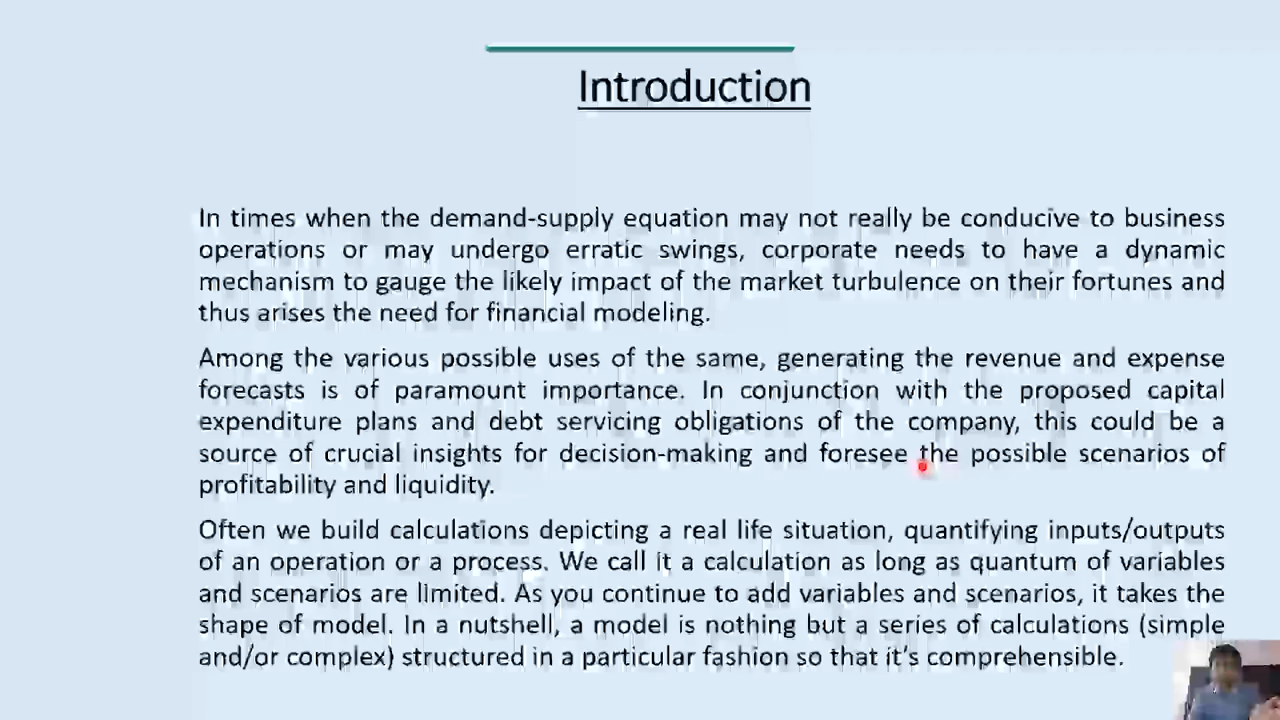 Introduction
In times when the demand-supply equation may not really be conducive to business
operations or may undergo erratic swings, corporate needs to have a dynamic
mechanism to gauge the likely impact of the market turbulence on their fortunes and
thus arises the need for financial modeling.
Among the various possible uses of the same, generating the revenue and expense
forecasts is of paramount importance. In conjunction with the proposed capital
expenditure plans and debt servicing obligations of the company, this could be a
source of crucial insights for decision-making and foresee the possible scenarios of
profitability and liquidity.
Often we build calculations depicting a real life situation, quantifying inputs/outputs
of an operation or a process. We call it a calculation as long as quantum of variables
and scenarios are limited. As you continue to add variables and scenarios, it takes the
shape of model. In a nutshell, a model is nothing but a series of calculations (simple
and/or complex) structured in a particular fashion so that it's comprehensible.